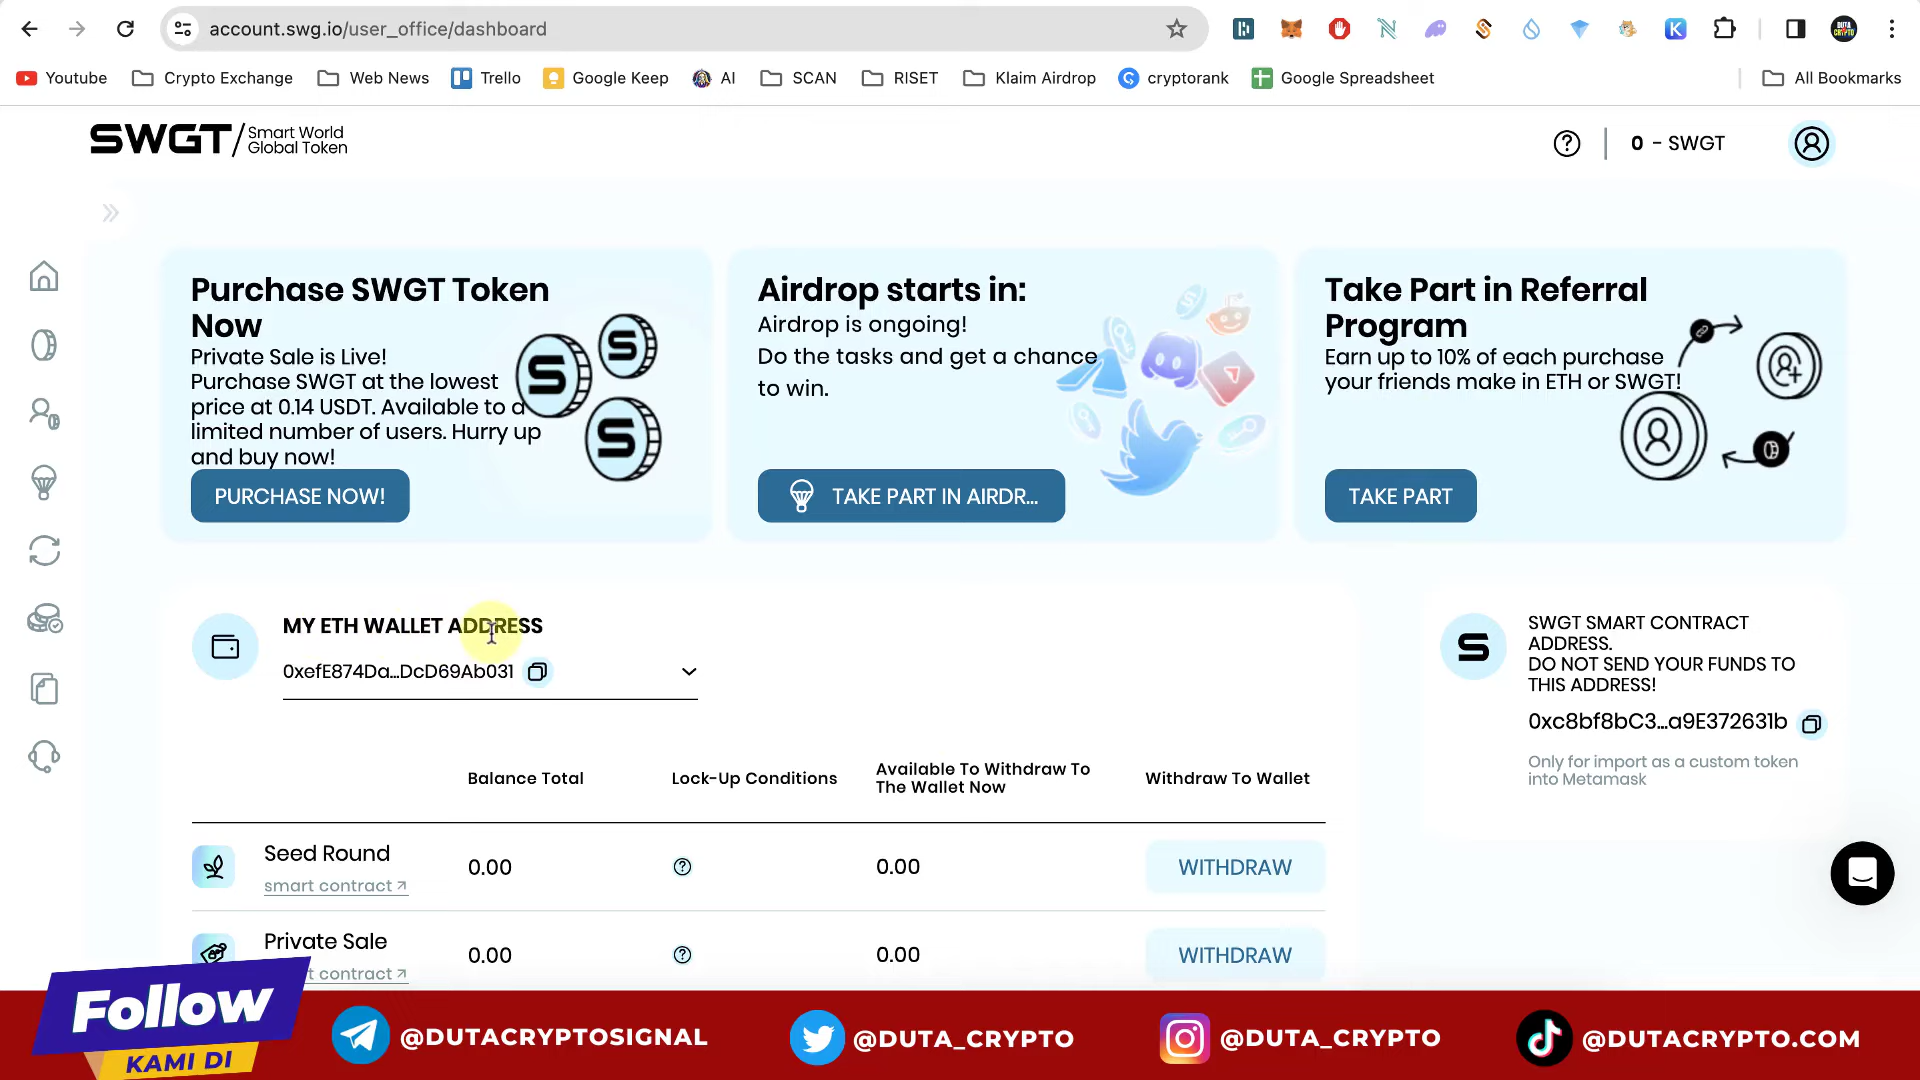 account.swg.io/user_office/dashboard
Youtube
Crypto Exchange
Web News
Trello
Google Keep
AI
SCAN
RISET
Klaim Airdrop
cryptorank
Google Spreadsheet
All Bookmarks
SWGT/Smart World
Global Token
0 - SWGT
Purchase SWGT Token
Now
Private Sale is Live!
Purchase SWGT at the lowest
price at 0.14 USDT. Available to a
limited number of users. Hurry up
and buy now!
PURCHASE NOW!
Airdrop starts in:
Airdrop is ongoing!
Do the tasks and get a chance
to win.
TAKE PART IN AIRDR...
Take Part in Referral
Program
Earn up to 10% of each purchase
your friends make in ETH or SWGT!
TAKE PART
MY ETH WALLET ADDRESS
0xefE874Da...DcD69Ab031
SWGT SMART CONTRACT
ADDRESS.
DO NOT SEND YOUR FUNDS TO
THIS ADDRESS!
0xc8bf8bC3...a9E372631b
Only for import as a custom token
into Metamask
Balance Total
Lock-Up Conditions
Available To Withdraw To
The Wallet Now
Withdraw To Wallet
Seed Round
smart contract
0.00
0.00
WITHDRAW
Private Sale
t contract
0.00
0.00
WITHDRAW
Follow
KAMI DI
@DUTACRYPTOSIGNAL
@DUTA_CRYPTO
@DUTA_CRYPTO
@DUTACRYPTO.COM